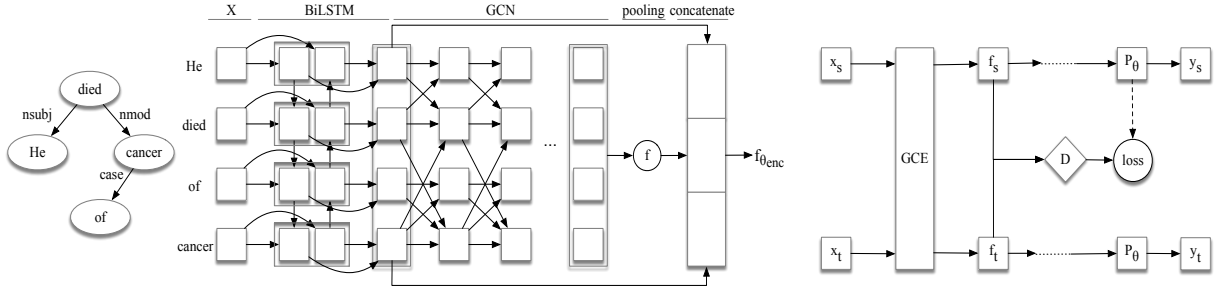 X BiLSTM GCN pooling concatenate
died
nsubj nmod
He cancer
case
of
He
died
of
cancer
...
f
fθenc
xs fs Pθ ys
GCE
D loss
xt ft Pθ yt